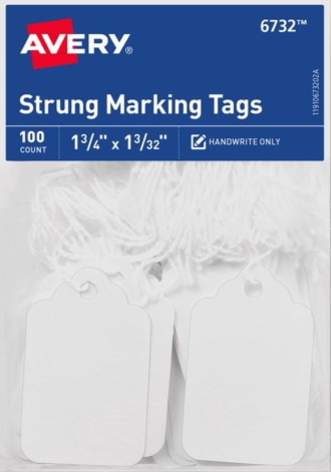 AVERY®
6732™
Strung Marking Tags
100
COUNT
1 3/4" x 1 3/32"
HANDWRITE ONLY
11910673202A